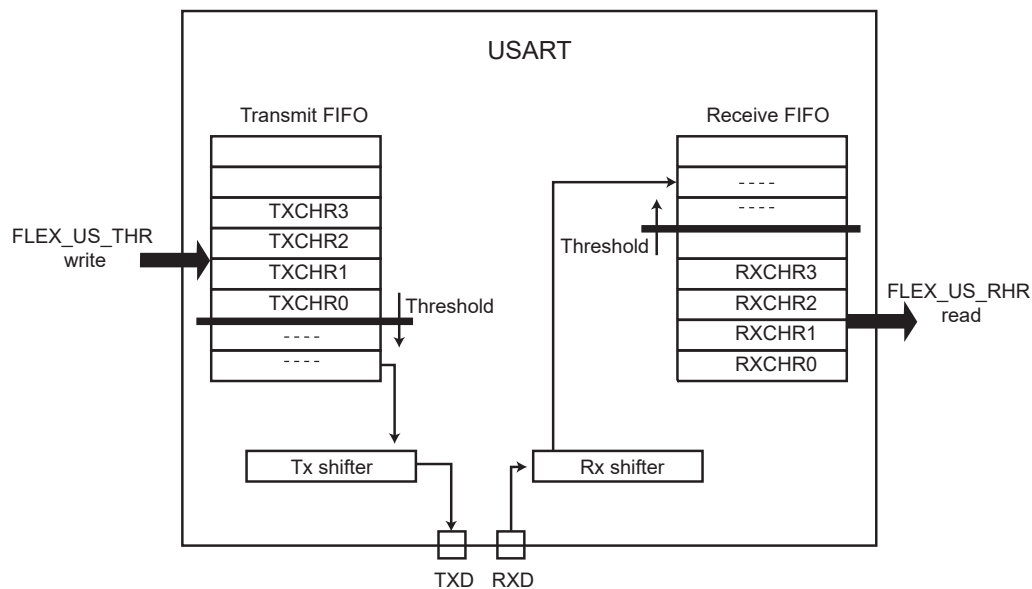 USART
Transmit FIFO
Receive FIFO
- - - -
TXCHR3
- - - -
FLEX_US_THR
write
TXCHR2
Threshold
TXCHR1
RXCHR3
TXCHR0
Threshold
RXCHR2
FLEX_US_RHR
read
- - - -
RXCHR1
- - - -
RXCHR0
Tx shifter
Rx shifter
TXD
RXD